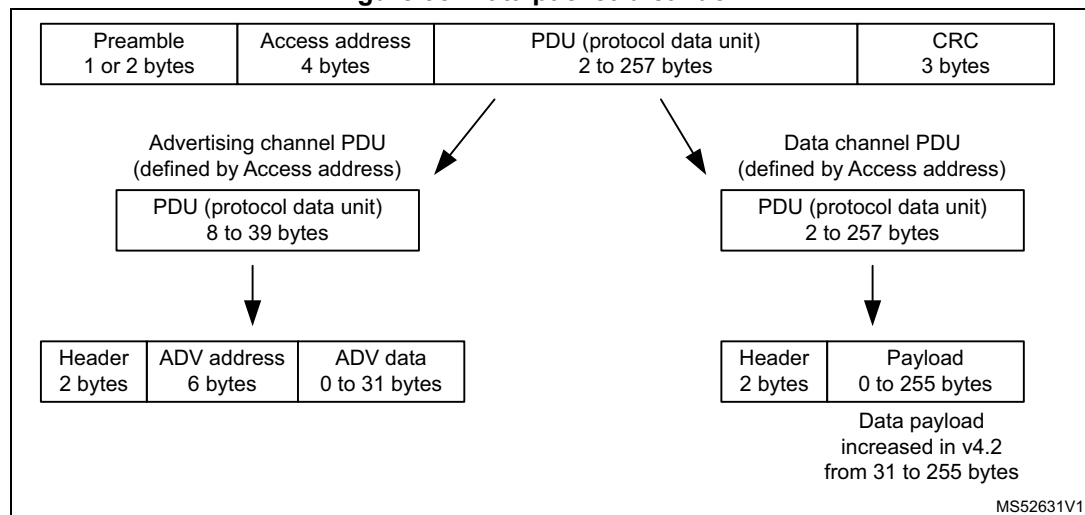 Preamble
1 or 2 bytes
Access address
4 bytes
PDU (protocol data unit)
2 to 257 bytes
CRC
3 bytes
Advertising channel PDU
(defined by Access address)
Data channel PDU
(defined by Access address)
PDU (protocol data unit)
8 to 39 bytes
PDU (protocol data unit)
2 to 257 bytes
Header
2 bytes
ADV address
6 bytes
ADV data
0 to 31 bytes
Header
2 bytes
Payload
0 to 255 bytes
Data payload
increased in v4.2
from 31 to 255 bytes
MS52631V1